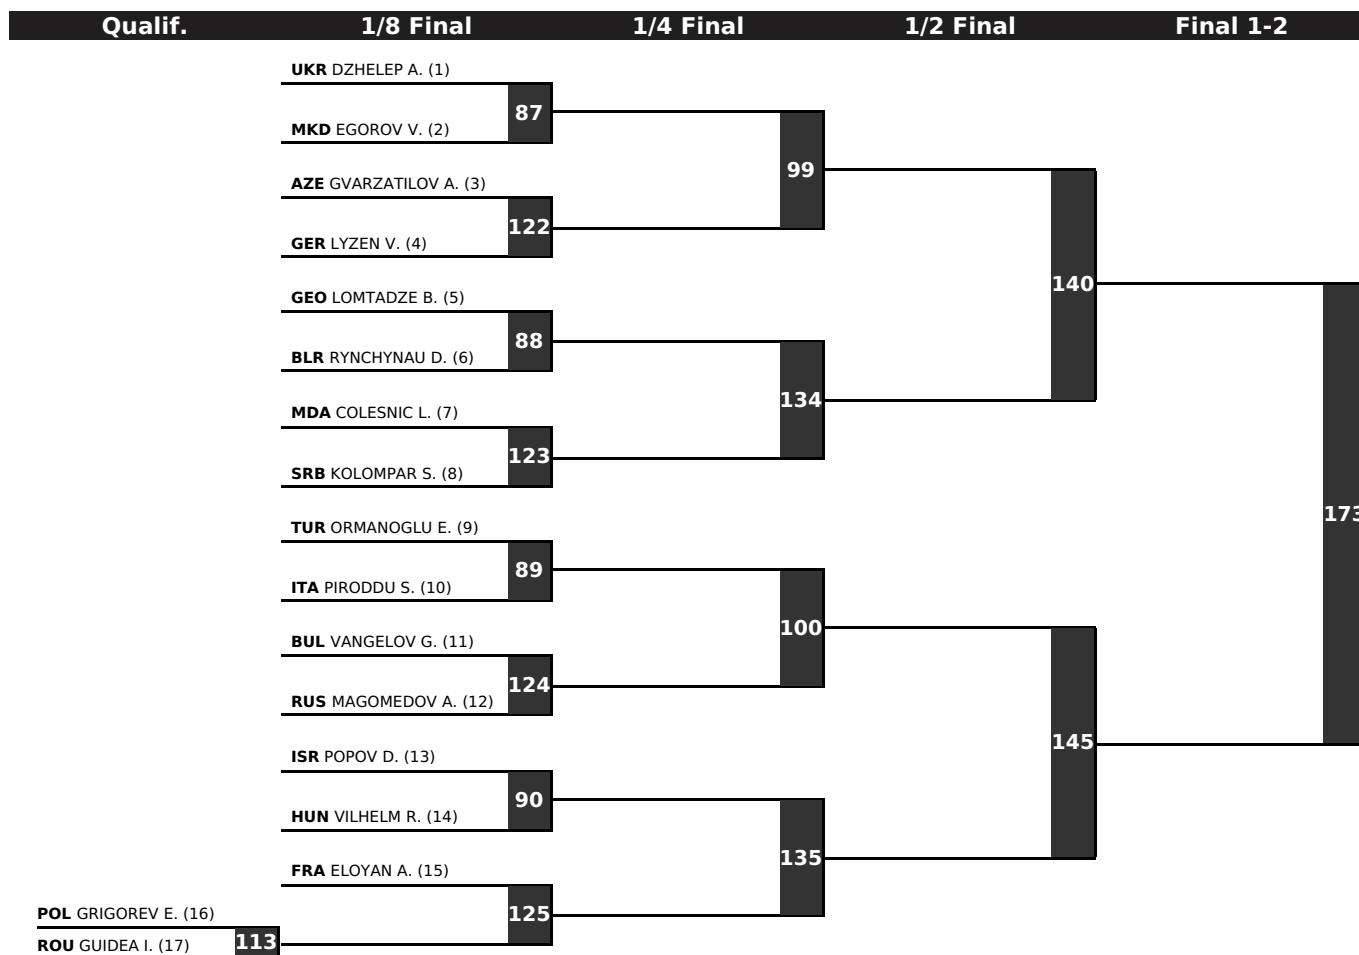 Qualif. 1/8 Final 1/4 Final 1/2 Final Final 1-2
UKR DZHELEP A. (1)
87
MKD EGOROV V. (2)
99
AZE GVARZATILOV A. (3)
122
GER LYZEN V. (4)
140
GEO LOMTADZE B. (5)
88
BLR RYNCHYNAU D. (6)
134
MDA COLESNIC L. (7)
123
SRB KOLOMPAR S. (8)
173
TUR ORMANOGLU E. (9)
89
ITA PIRODDU S. (10)
100
BUL VANGELOV G. (11)
124
RUS MAGOMEDOV A. (12)
145
ISR POPOV D. (13)
90
HUN VILHELM R. (14)
135
FRA ELOYAN A. (15)
125
POL GRIGOREV E. (16)
113
ROU GUIDEA I. (17)